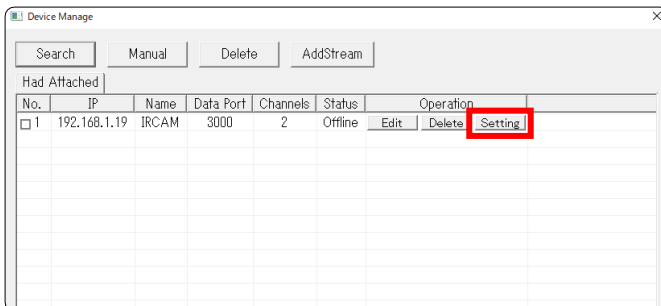 Device Manage
Search Manual Delete AddStream
Had Attached
No. IP Name Data Port Channels Status Operation
1 192.168.1.19 IRCAM 3000 2 Offline Edit Delete Setting